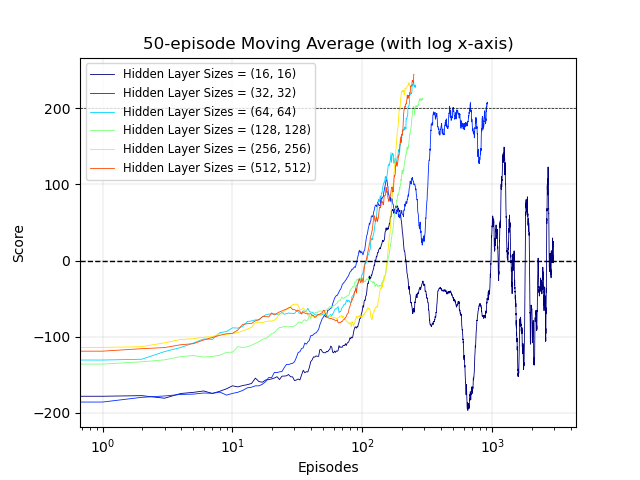 50-episode Moving Average (with log x-axis)
Hidden Layer Sizes = (16, 16)
Hidden Layer Sizes = (32, 32)
Hidden Layer Sizes = (64, 64)
Hidden Layer Sizes = (128, 128)
Hidden Layer Sizes = (256, 256)
Hidden Layer Sizes = (512, 512)
200
100
0
−100
−200
Score
10⁰ 10¹ 10² 10³
Episodes